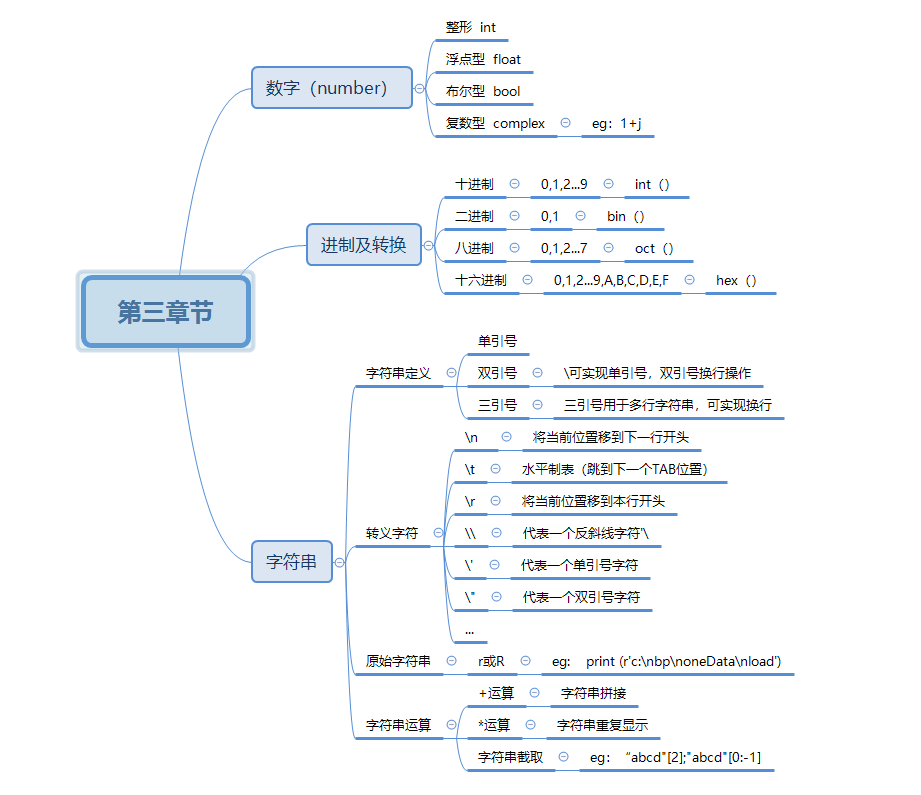 第三章节
数字（number）
整形 int
浮点型 float
布尔型 bool
复数型 complex
eg：1+j
进制及转换
十进制
0,1,2...9
int（）
二进制
0,1
bin（）
八进制
0,1,2...7
oct（）
十六进制
0,1,2...9,A,B,C,D,E,F
hex（）
字符串
字符串定义
单引号
双引号
\可实现单引号，双引号换行操作
三引号
三引号用于多行字符串，可实现换行
转义字符
\n
将当前位置移到下一行开头
\t
水平制表（跳到下一个TAB位置）
\r
将当前位置移到本行开头
\\
代表一个反斜线字符'\
\'
代表一个单引号字符
\"
代表一个双引号字符
...
原始字符串
r或R
eg: print (r'c:\nbp\noneData\nload')
字符串运算
+运算
字符串拼接
*运算
字符串重复显示
字符串截取
eg： “abcd"[2];"abcd"[0:-1]